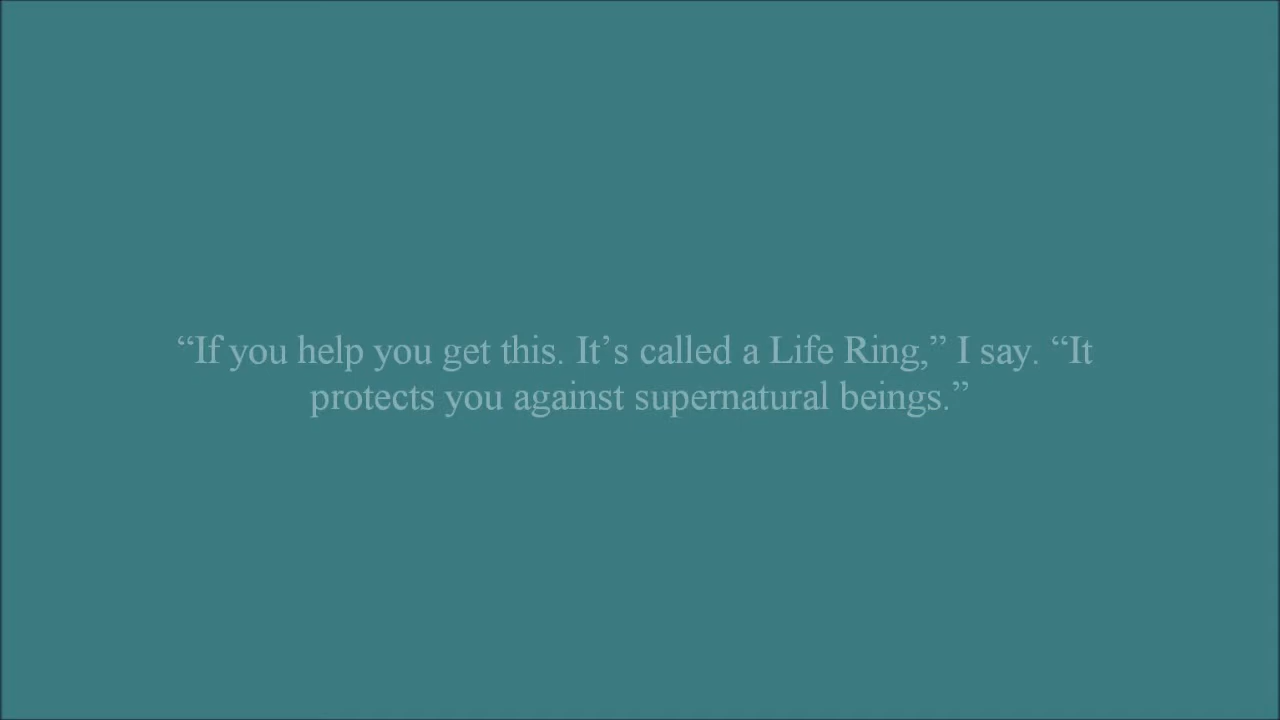 “If you help you get this. It’s called a Life Ring,” I say. “It
protects you against supernatural beings.”